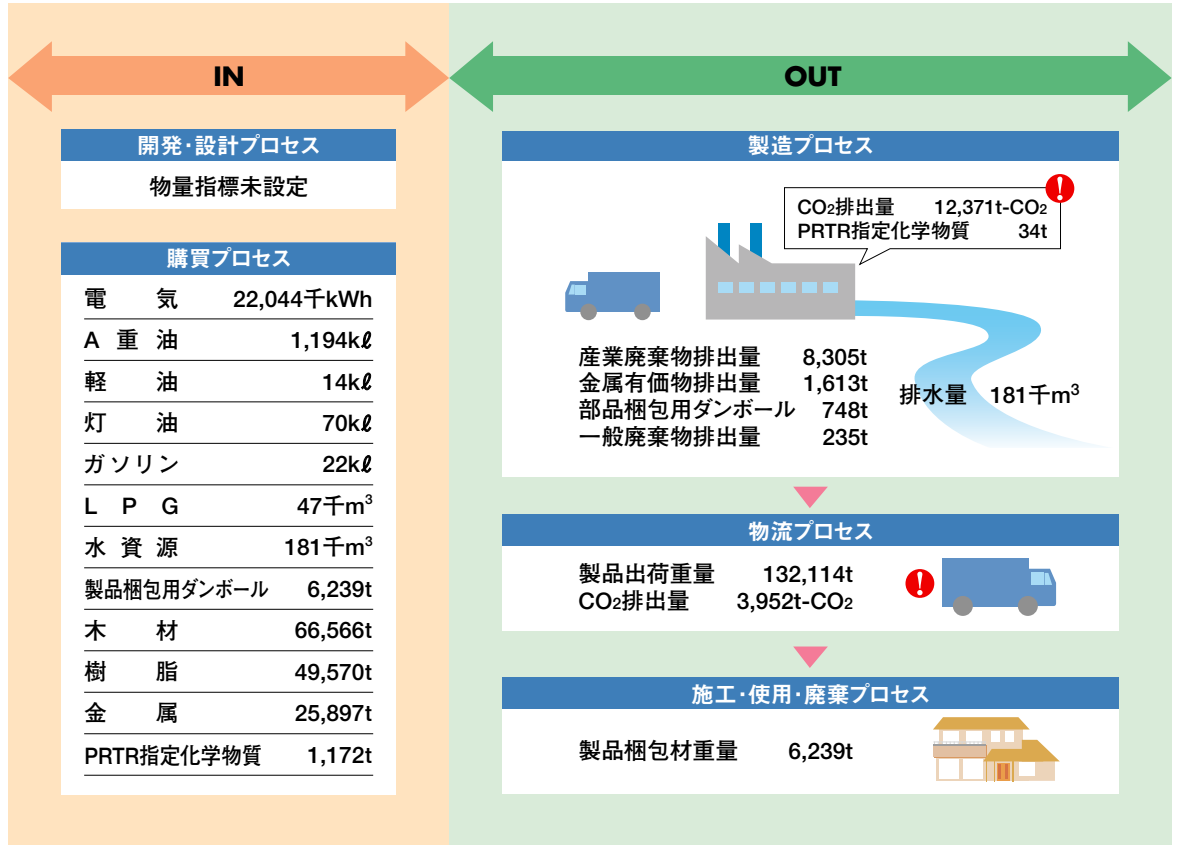 IN
開発・設計プロセス
物量指標未設定
購買プロセス
電気 22,044千kWh
A重油 1,194kℓ
軽油 14kℓ
灯油 70kℓ
ガソリン 22kℓ
LPG 47千m³
水資源 181千m³
製品梱包用ダンボール 6,239t
木材 66,566t
樹脂 49,570t
金属 25,897t
PRTR指定化学物質 1,172t
OUT
製造プロセス
CO₂排出量 12,371t-CO₂
PRTR指定化学物質 34t
産業廃棄物排出量 8,305t
金属有価物排出量 1,613t
部品梱包用ダンボール 748t
一般廃棄物排出量 235t
排水量 181千m³
物流プロセス
製品出荷重量 132,114t
CO₂排出量 3,952t-CO₂
施工・使用・廃棄プロセス
製品梱包材重量 6,239t